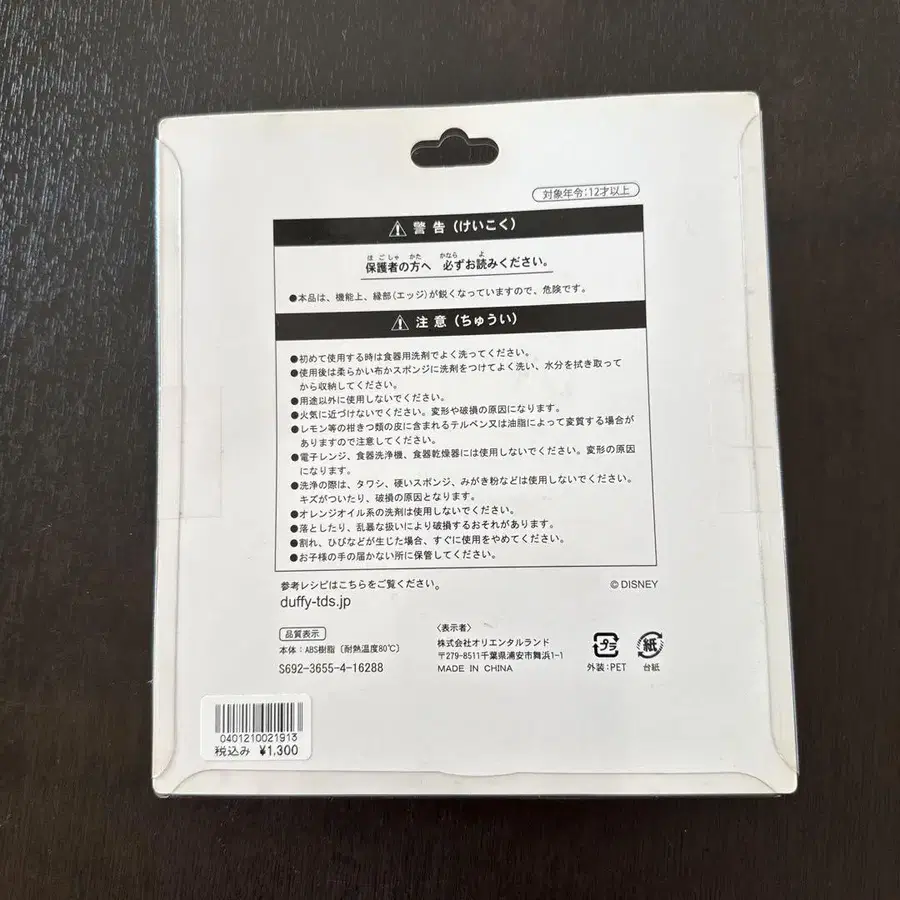 対象年令:12才以上
警告(けいこく)
ほごしゃ かた かなら よ
保護者の方へ 必ずお読みください。
●本品は、機能上、縁部(エッジ)が鋭くなっていますので、危険です。
注意(ちゅうい)
●初めて使用する時は食器用洗剤でよく洗ってください。
●使用後は柔らかい布かスポンジに洗剤をつけてよく洗い、水分を拭き取って
から収納してください。
●用途以外に使用しないでください。
●火気に近づけないでください。変形や破損の原因になります。
●レモン等の柑きつ類の皮に含まれるテルペン又は油脂によって変質する場合が
ありますので注意してください。
●電子レンジ、食器洗浄機、食器乾燥器には使用しないでください。変形の原因
になります。
●洗浄の際は、タワシ、硬いスポンジ、みがき粉などは使用しないでください。
キズがついたり、破損の原因となります。
●オレンジオイル系の洗剤は使用しないでください。
●落としたり、乱暴な扱いにより破損するおそれがあります。
●割れ、ひびなどが生じた場合、すぐに使用をやめてください。
●お子様の手の届かない所に保管してください。
参考レシピはこちらをご覧ください。
duffy-tds.jp
© DISNEY
品質表示
本体:ABS樹脂〔耐熱温度80℃〕
S692-3655-4-16288
〈表示者〉
株式会社オリエンタルランド
〒279-8511千葉県浦安市舞浜1-1
MADE IN CHINA
プラ
外装:PET
紙
台紙
0401210021913
税込み ¥1,300